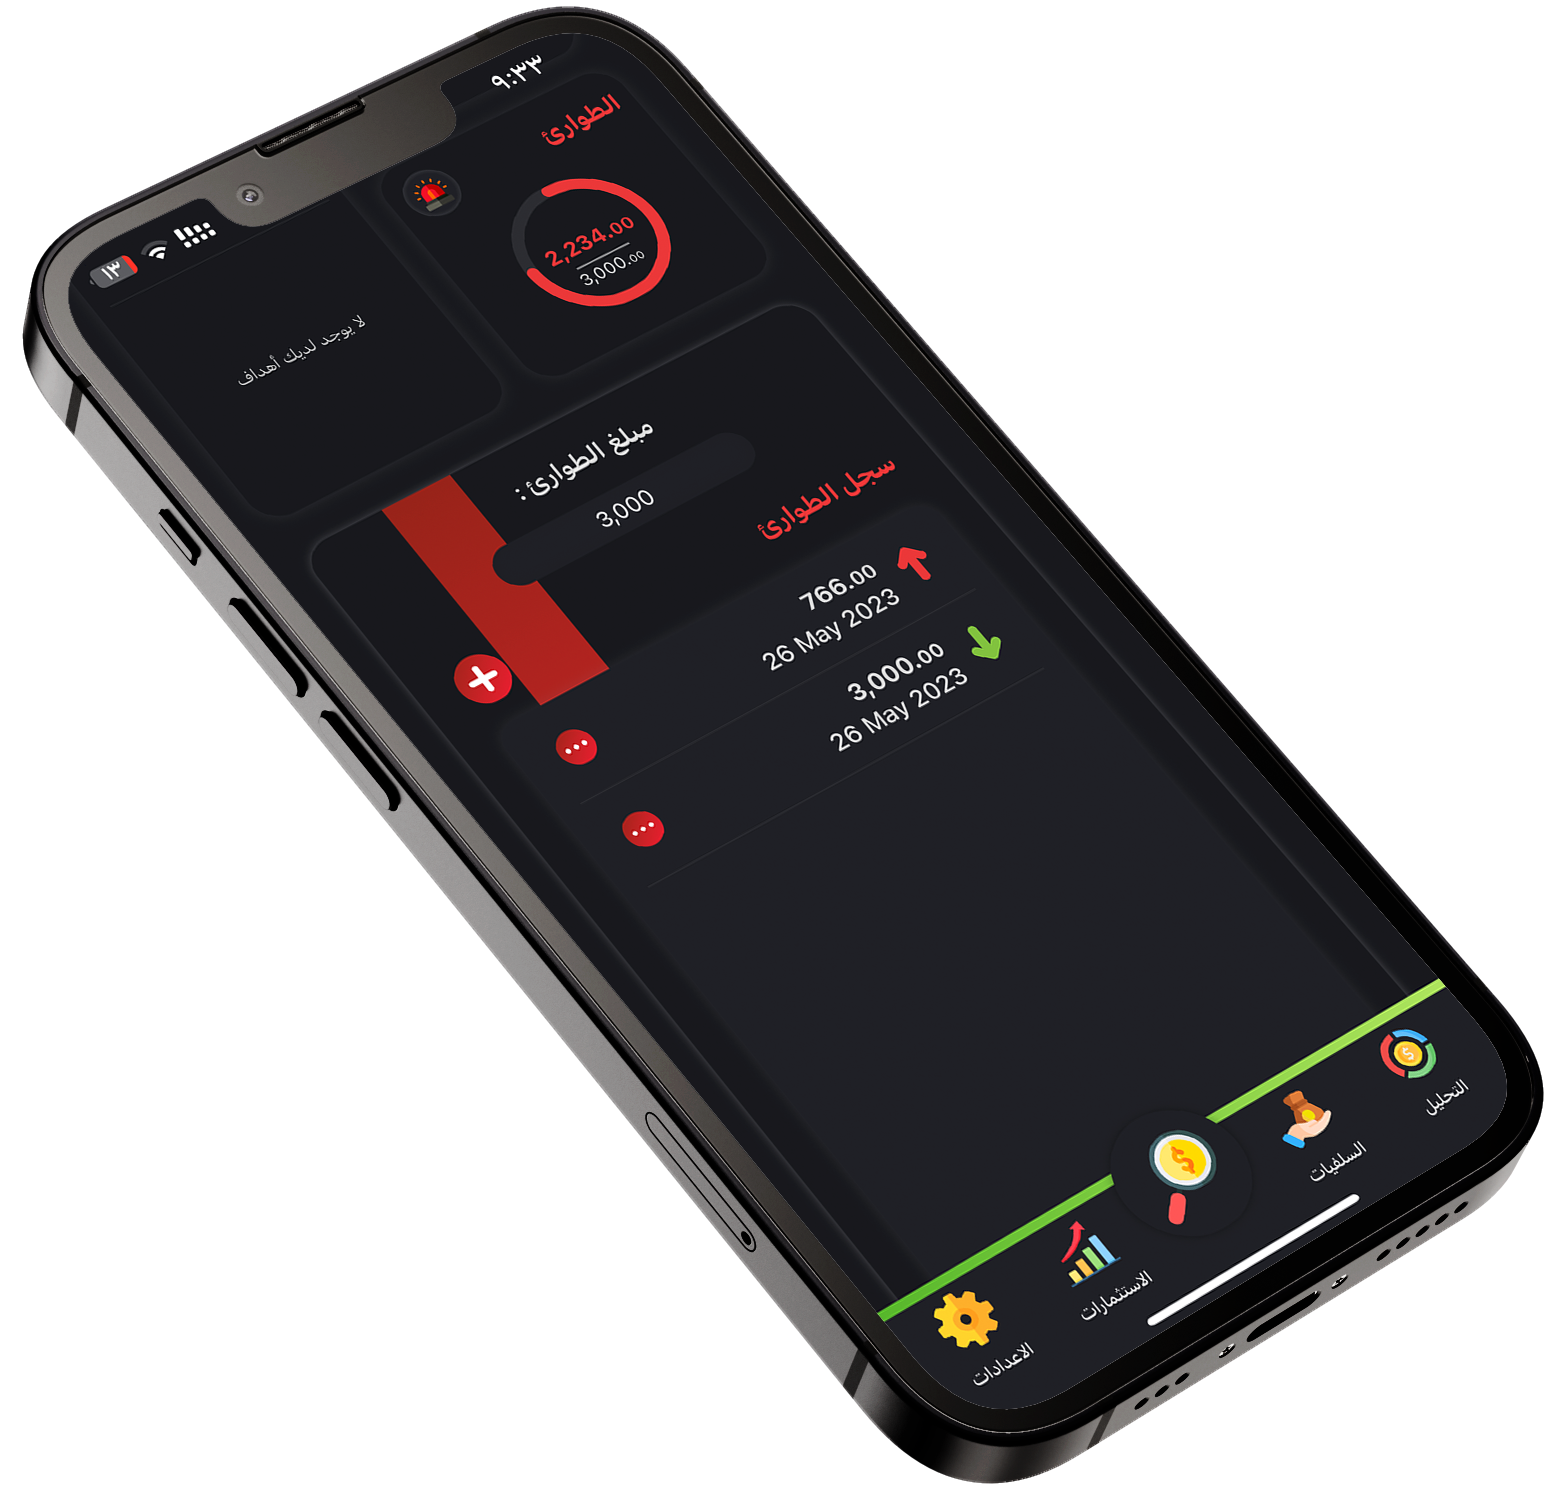 ٩:٣٣
١٣
الطوارئ
2,234.00
3,000.00
لا يوجد لديك أهداف
مبلغ الطوارئ :
3,000
سجل الطوارئ
766.00
26 May 2023
3,000.00
26 May 2023
التحليل
السلفيات
الاستثمارات
الاعدادات